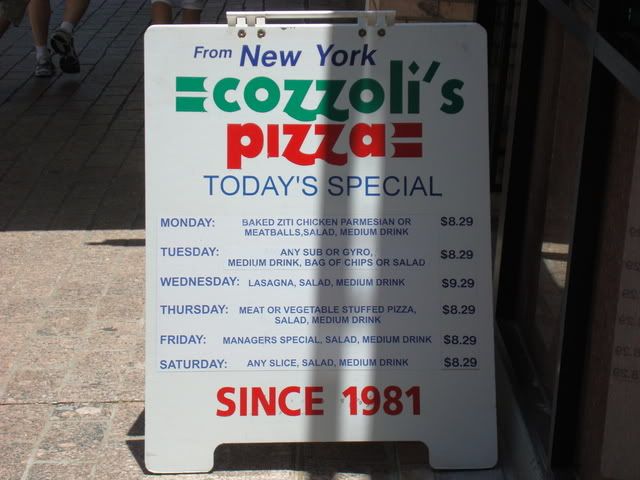 From New York
cozzoli's
pizza
TODAY'S SPECIAL
MONDAY: BAKED ZITI CHICKEN PARMESIAN OR MEATBALLS,SALAD, MEDIUM DRINK $8.29
TUESDAY: ANY SUB OR GYRO, MEDIUM DRINK, BAG OF CHIPS OR SALAD $8.29
WEDNESDAY: LASAGNA, SALAD, MEDIUM DRINK $9.29
THURSDAY: MEAT OR VEGETABLE STUFFED PIZZA, SALAD, MEDIUM DRINK $8.29
FRIDAY: MANAGERS SPECIAL, SALAD, MEDIUM DRINK $8.29
SATURDAY: ANY SLICE, SALAD, MEDIUM DRINK $8.29
SINCE 1981